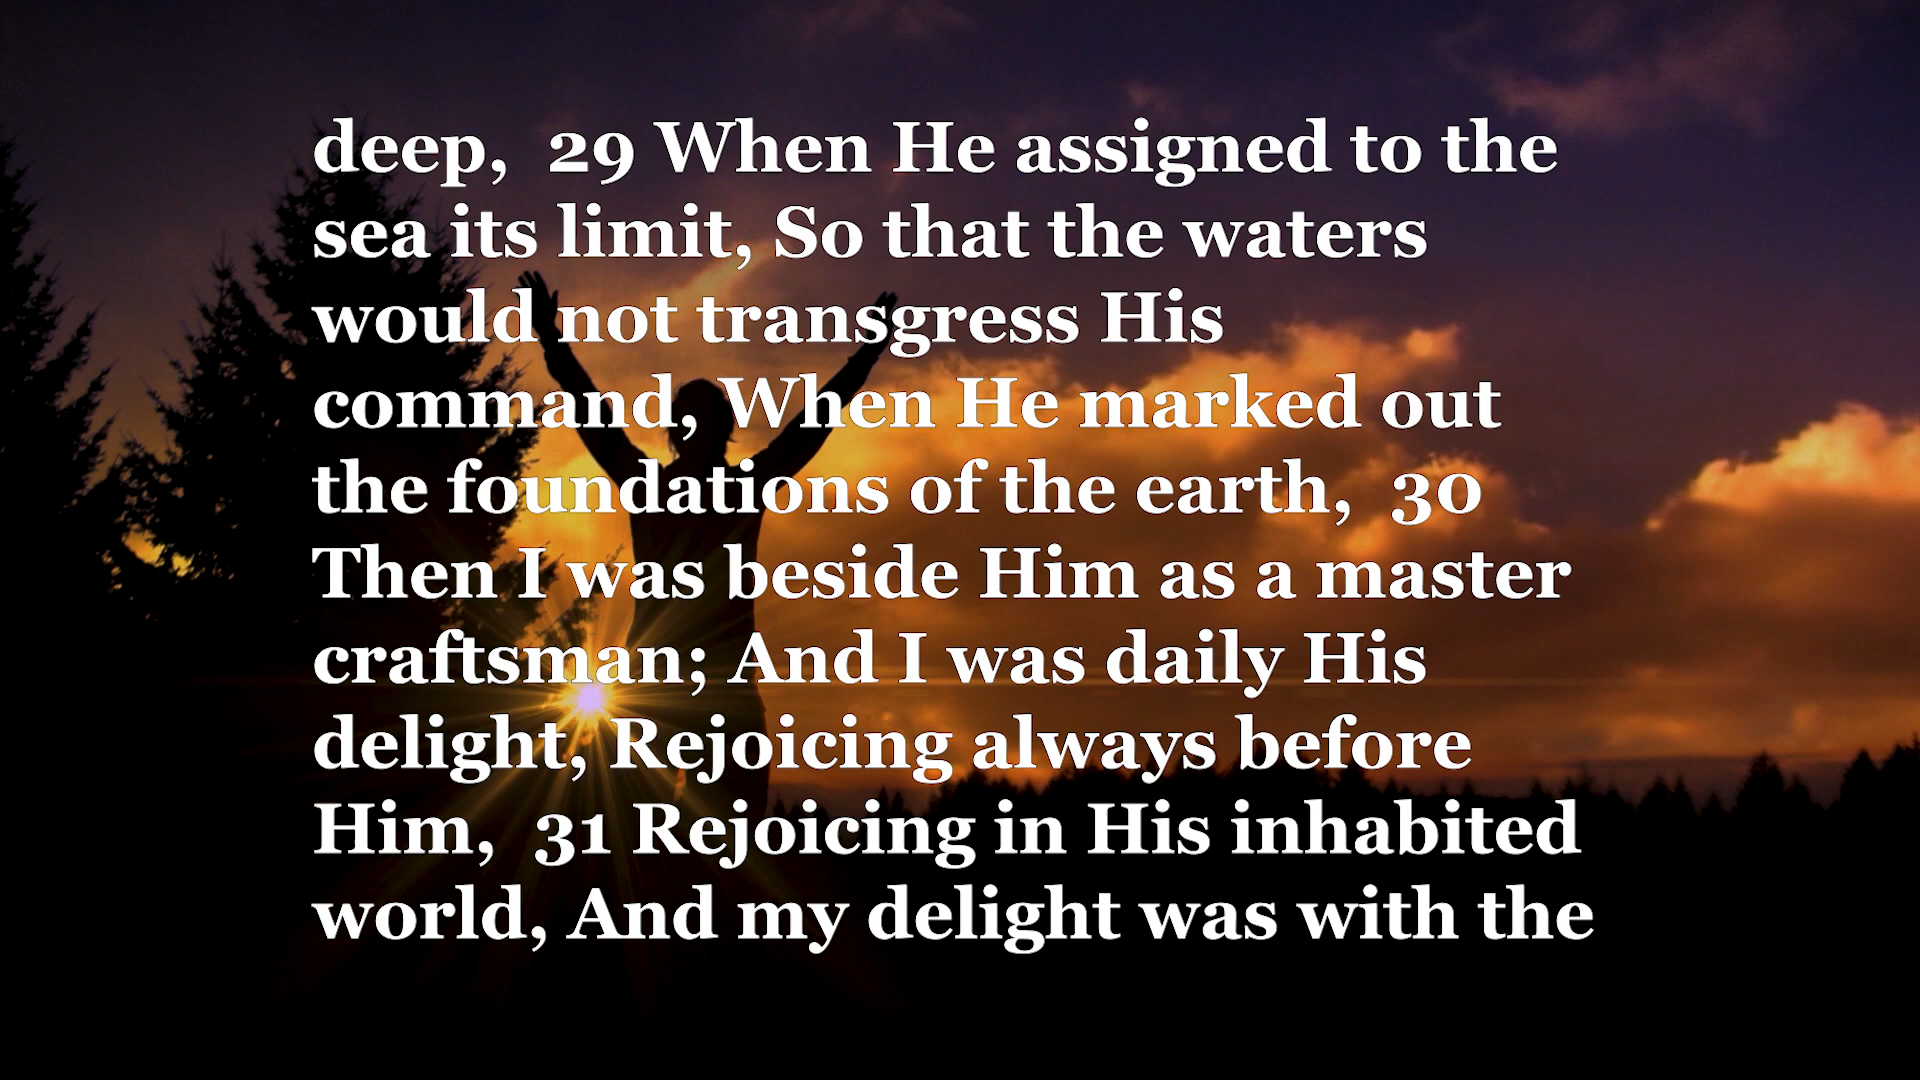 deep,  29 When He assigned to the
sea its limit, So that the waters
would not transgress His
command, When He marked out
the foundations of the earth,  30
Then I was beside Him as a master
craftsman; And I was daily His
delight, Rejoicing always before
Him,  31 Rejoicing in His inhabited
world, And my delight was with the